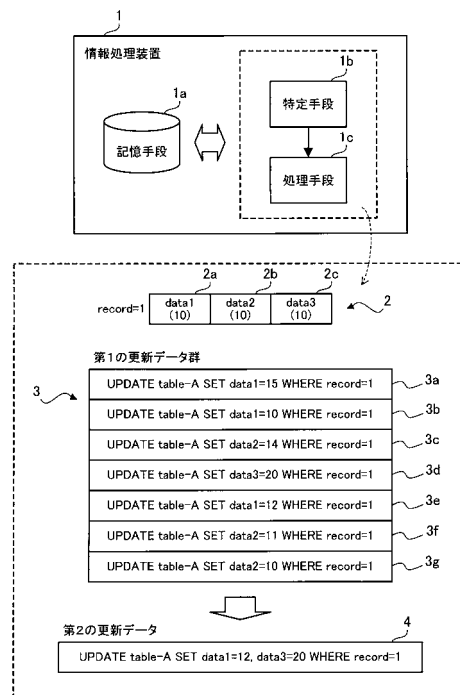 1
情報処理装置
1a
記憶手段
1b
特定手段
1c
処理手段
2a
2b
2c
record=1
data1
(10)
data2
(10)
data3
(10)
2
第1の更新データ群
3
UPDATE table-A SET data1=15 WHERE record=1
3a
UPDATE table-A SET data1=10 WHERE record=1
3b
UPDATE table-A SET data2=14 WHERE record=1
3c
UPDATE table-A SET data3=20 WHERE record=1
3d
UPDATE table-A SET data1=12 WHERE record=1
3e
UPDATE table-A SET data2=11 WHERE record=1
3f
UPDATE table-A SET data2=10 WHERE record=1
3g
第2の更新データ
4
UPDATE table-A SET data1=12, data3=20 WHERE record=1